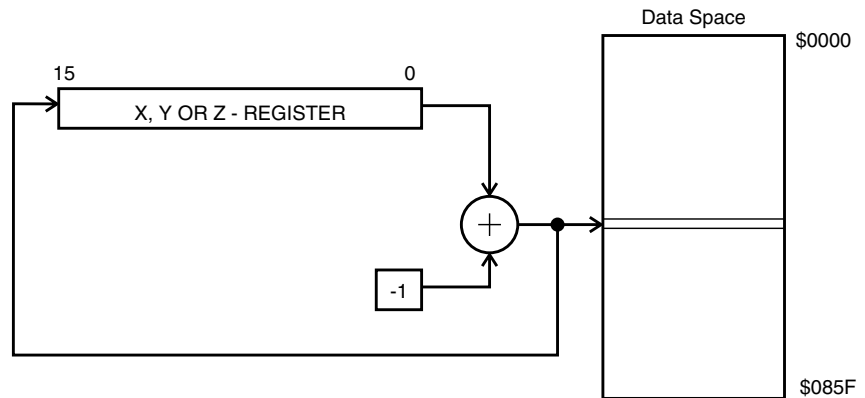 Data Space
$0000
15 0
X, Y OR Z - REGISTER
+
-1
$085F